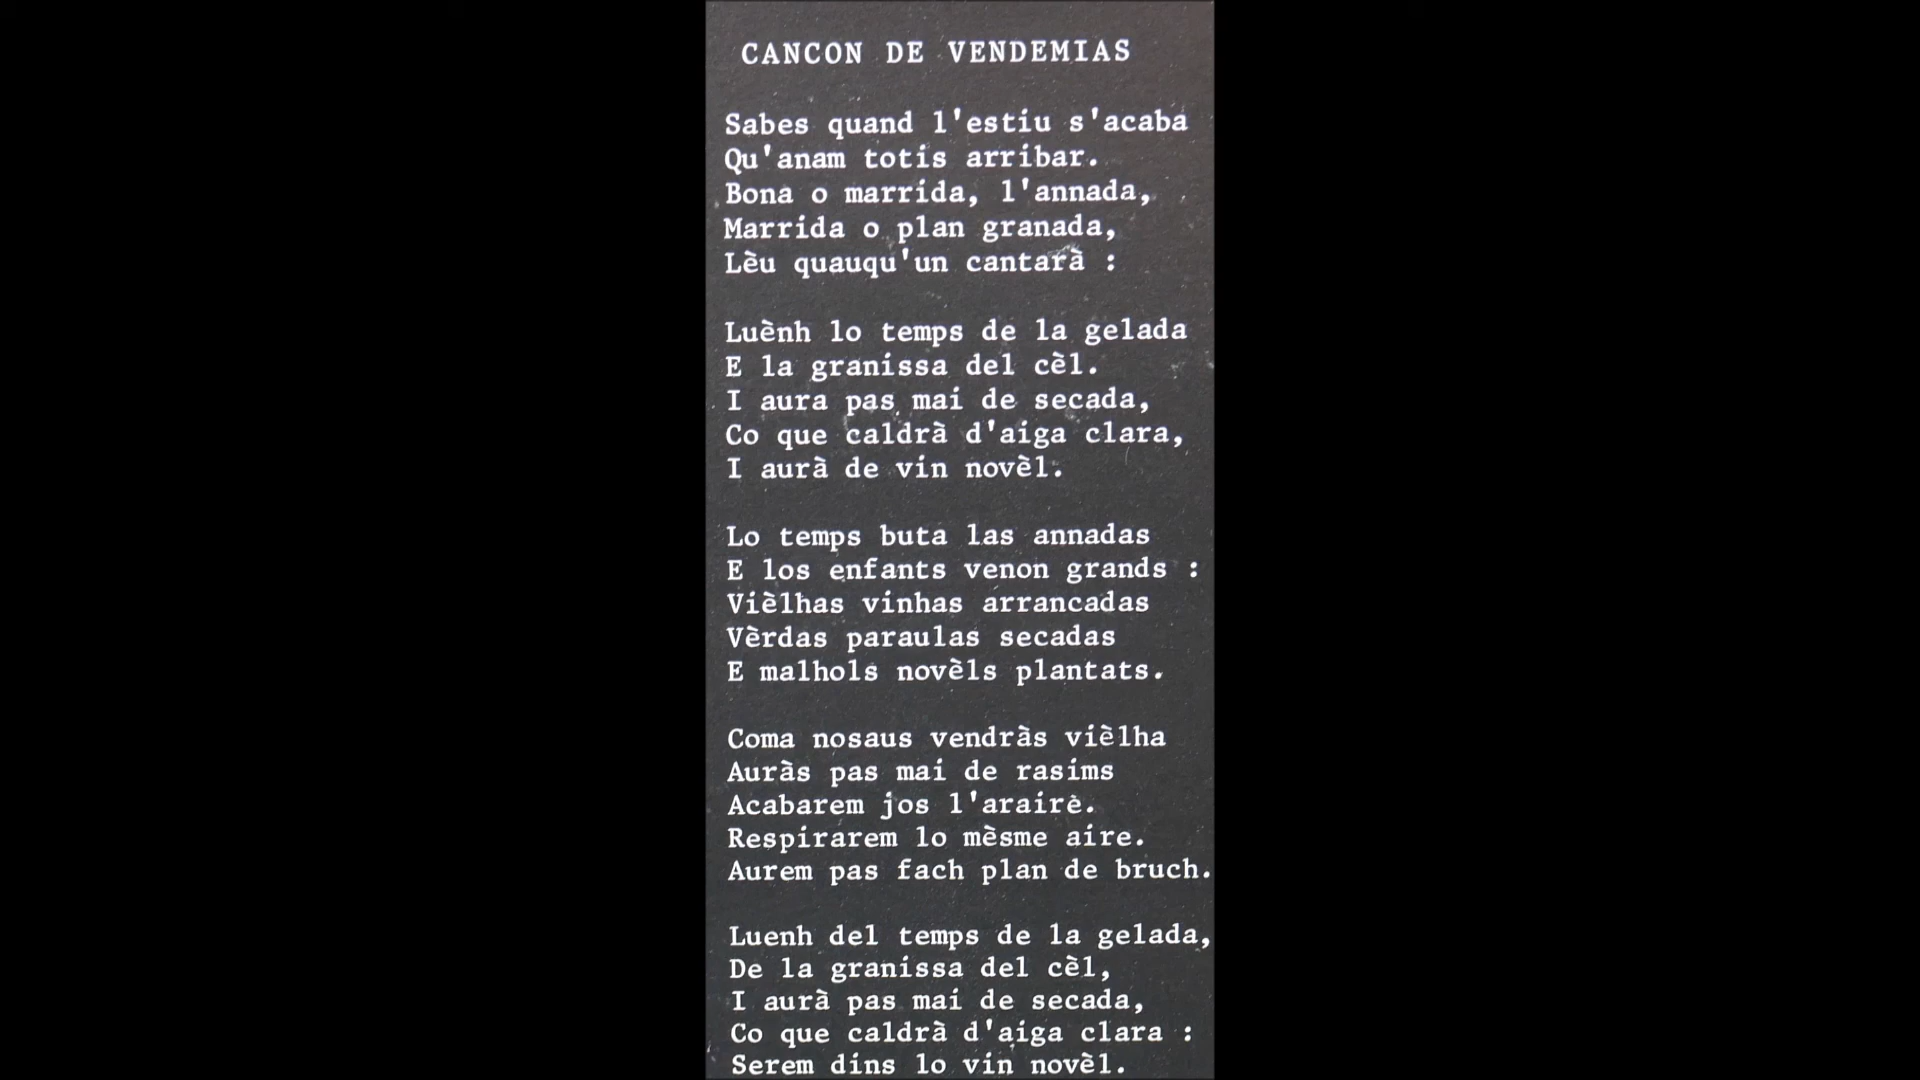 CANCON DE VENDEMIAS
Sabes quand l'estiu s'acaba
Qu'anam totis arribar.
Bona o marrida, l'annada,
Marrida o plan granada,
Lèu quauqu'un cantarà :
Luènh lo temps de la gelada
E la granissa del cèl.
I aura pas mai de secada,
Co que caldrà d'aiga clara,
I aurà de vin novèl.
Lo temps buta las annadas
E los enfants venon grands :
Vièlhas vinhas arrancadas
Vèrdas paraulas secadas
E malhols novèls plantats.
Coma nosaus vendràs vièlha
Auràs pas mai de rasims
Acabarem jos l'arairè.
Respirarem lo mèsme aire.
Aurem pas fach plan de bruch.
Luenh del temps de la gelada,
De la granissa del cèl,
I aurà pas mai de secada,
Co que caldrà d'aiga clara :
Serem dins lo vin novèl.